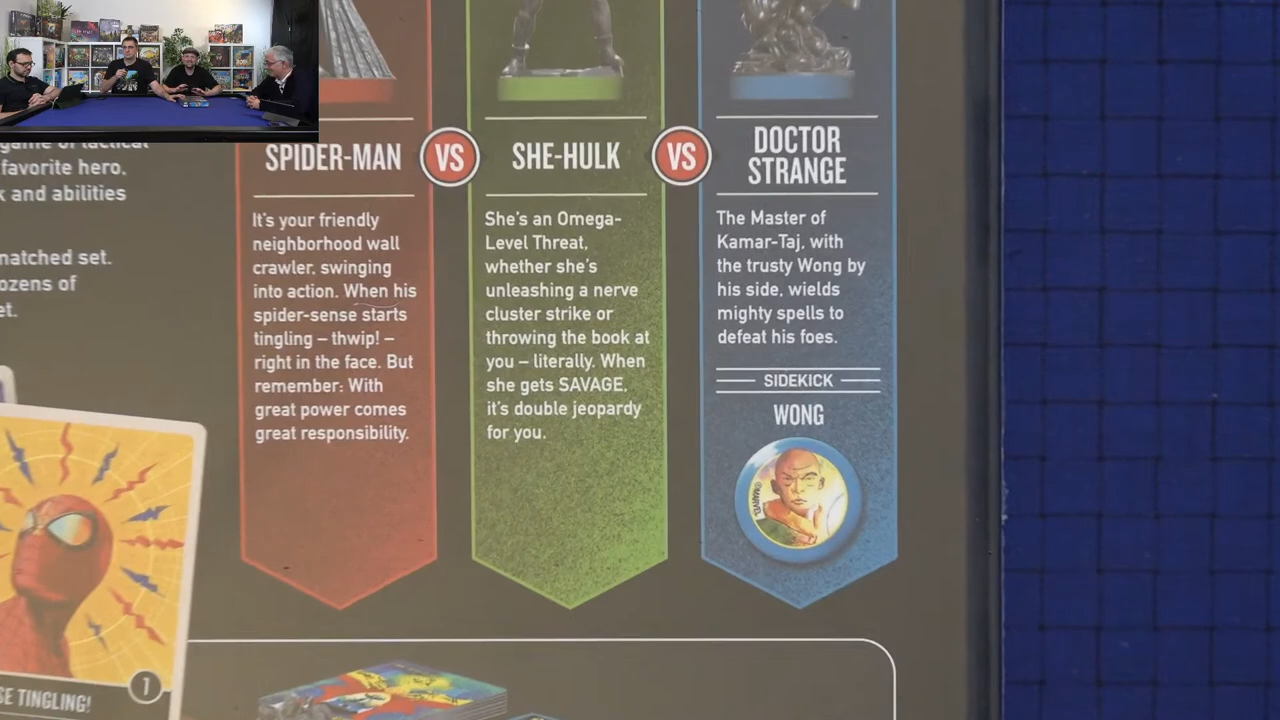 game of tactical
favorite hero.
k and abilities
matched set.
ozens of
et.
SPIDER-MAN
It's your friendly
neighborhood wall
crawler, swinging
into action. When his
spider-sense starts
tingling – thwip! –
right in the face. But
remember: With
great power comes
great responsibility.
VS
SHE-HULK
She's an Omega-
Level Threat,
whether she's
unleashing a nerve
cluster strike or
throwing the book at
you – literally. When
she gets SAVAGE,
it's double jeopardy
for you.
VS
DOCTOR
STRANGE
The Master of
Kamar-Taj, with
the trusty Wong by
his side, wields
mighty spells to
defeat his foes.
SIDEKICK
WONG
©MARVEL
SE TINGLING!
1